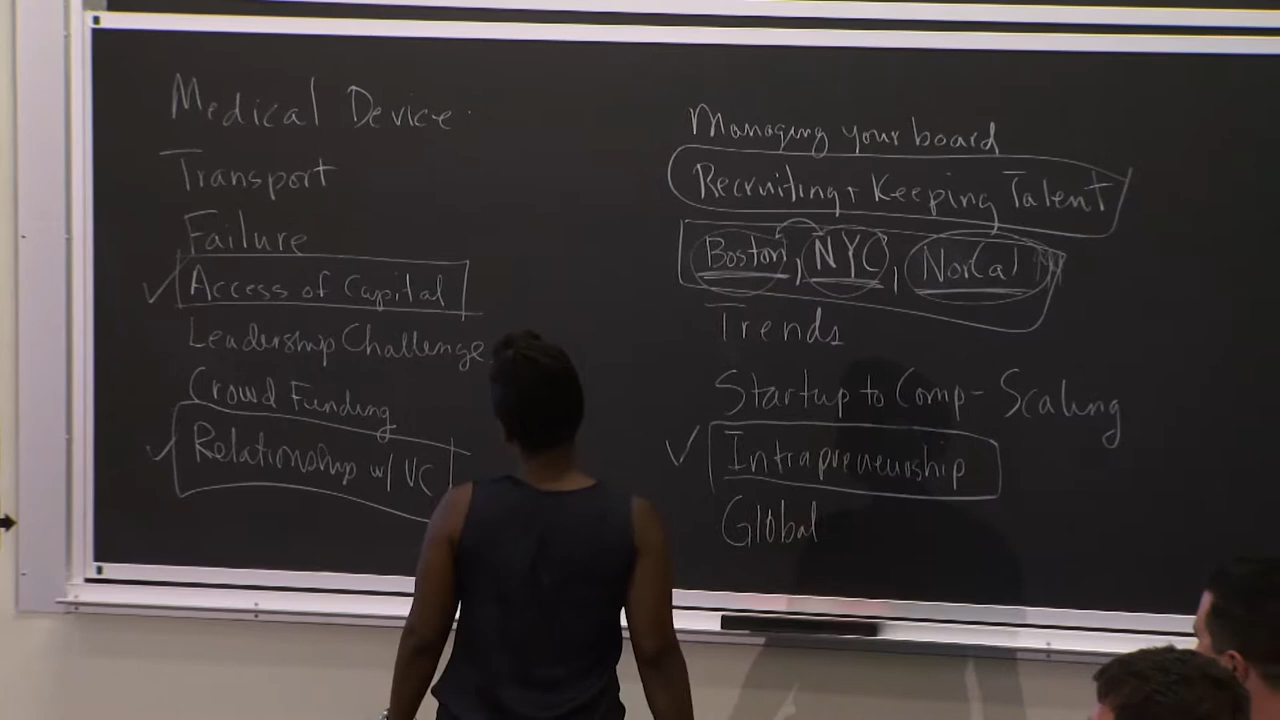 Medical Device
Transport
Failure
Access of Capital
Leadership Challenge
Crowd Funding
Relationship w/ VC
Managing your board
Recruiting + Keeping Talent
Boston, NYC, NorCal
Trends
Startup to Comp - Scaling
Intrapreneurship
Global